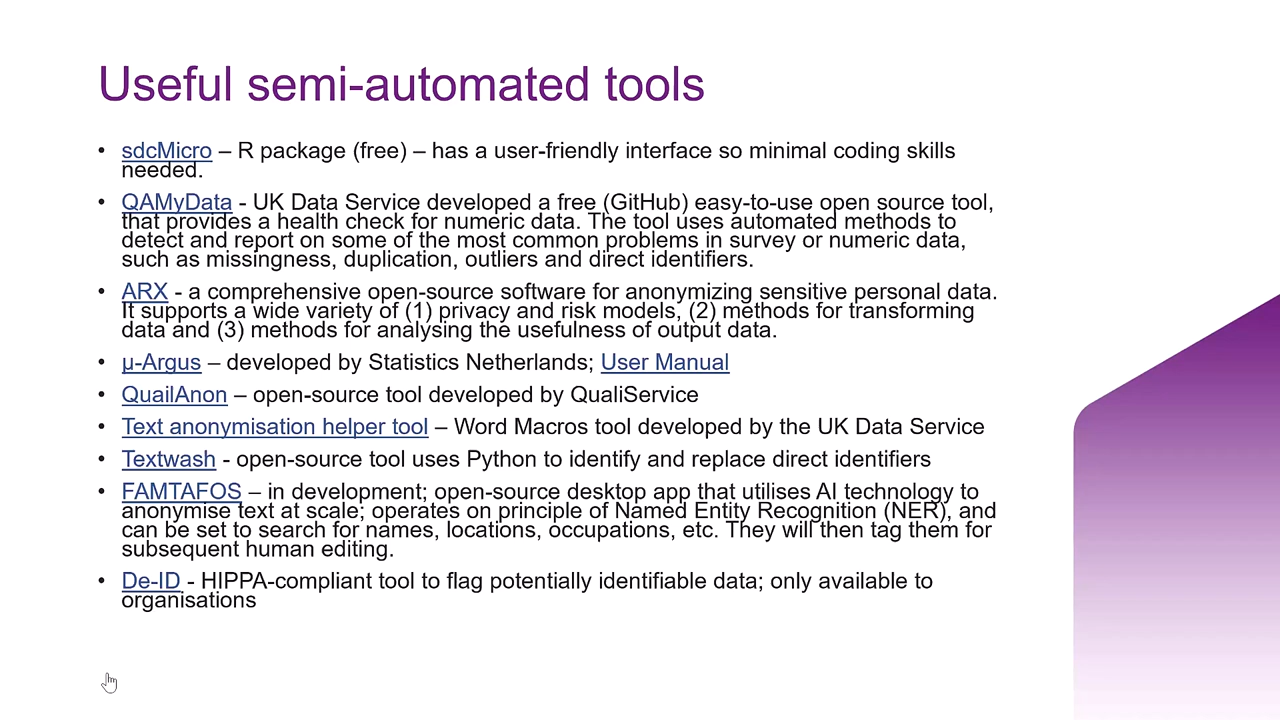 Useful semi-automated tools
• sdcMicro – R package (free) – has a user-friendly interface so minimal coding skills
needed.
• QAMyData - UK Data Service developed a free (GitHub) easy-to-use open source tool,
that provides a health check for numeric data. The tool uses automated methods to
detect and report on some of the most common problems in survey or numeric data,
such as missingness, duplication, outliers and direct identifiers.
• ARX - a comprehensive open-source software for anonymizing sensitive personal data.
It supports a wide variety of (1) privacy and risk models, (2) methods for transforming
data and (3) methods for analysing the usefulness of output data.
• µ-Argus – developed by Statistics Netherlands; User Manual
• QuailAnon – open-source tool developed by QualiService
• Text anonymisation helper tool – Word Macros tool developed by the UK Data Service
• Textwash - open-source tool uses Python to identify and replace direct identifiers
• FAMTAFOS – in development; open-source desktop app that utilises AI technology to
anonymise text at scale; operates on principle of Named Entity Recognition (NER), and
can be set to search for names, locations, occupations, etc. They will then tag them for
subsequent human editing.
• De-ID - HIPPA-compliant tool to flag potentially identifiable data; only available to
organisations